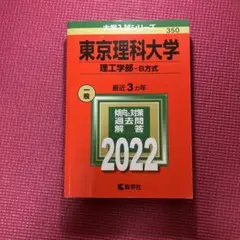 大学入試シリーズ
350
東京理科大学
理工学部-B方式
最近3カ年
一般
傾向と対策
過去問
解答
2022
教学社